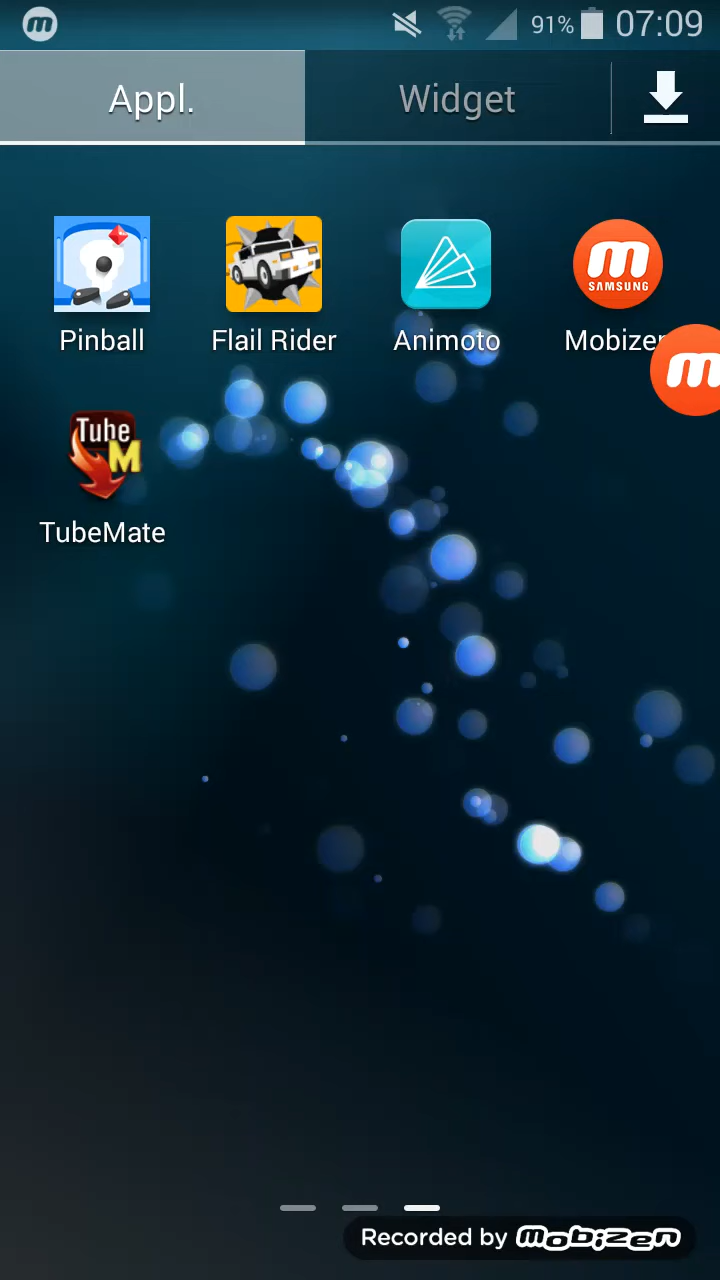 91% 07:09
Appl. Widget
SAMSUNG
Pinball Flail Rider Animoto Mobizen
Tube
M
TubeMate
Recorded by mobizen